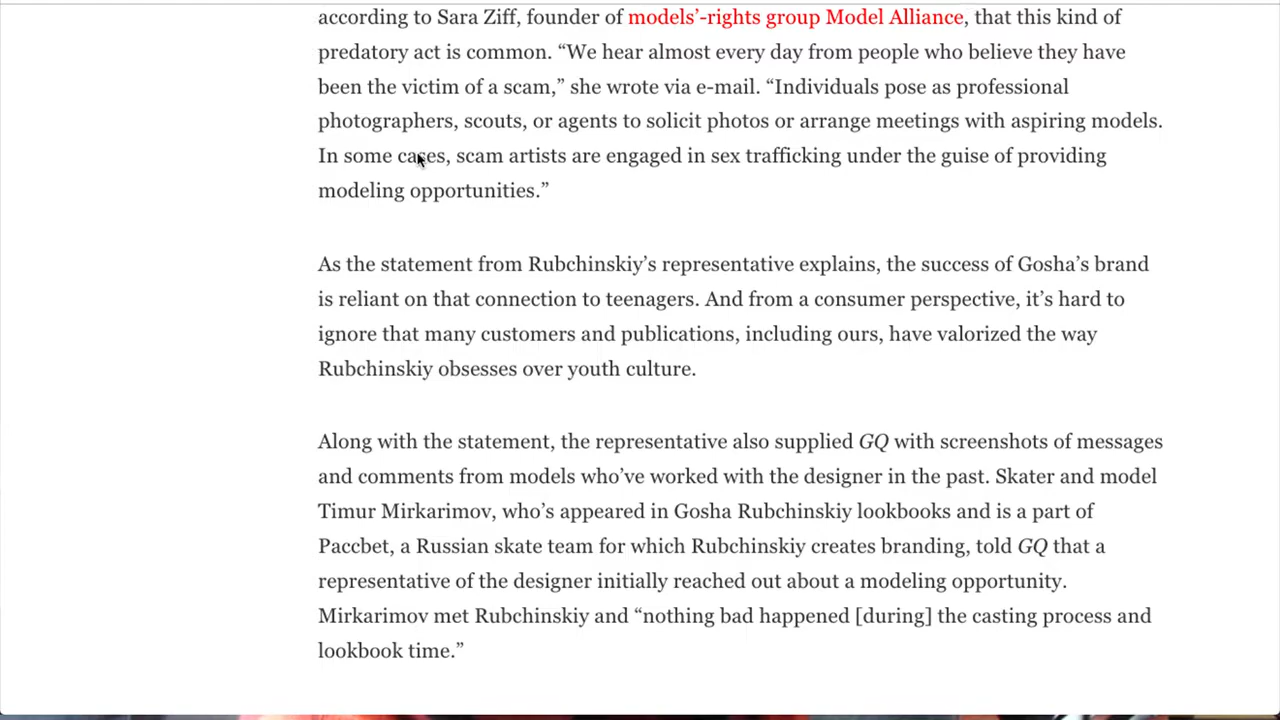 according to Sara Ziff, founder of models’-rights group Model Alliance, that this kind of
predatory act is common. “We hear almost every day from people who believe they have
been the victim of a scam,” she wrote via e-mail. “Individuals pose as professional
photographers, scouts, or agents to solicit photos or arrange meetings with aspiring models.
In some cases, scam artists are engaged in sex trafficking under the guise of providing
modeling opportunities.”
As the statement from Rubchinskiy’s representative explains, the success of Gosha’s brand
is reliant on that connection to teenagers. And from a consumer perspective, it’s hard to
ignore that many customers and publications, including ours, have valorized the way
Rubchinskiy obsesses over youth culture.
Along with the statement, the representative also supplied GQ with screenshots of messages
and comments from models who’ve worked with the designer in the past. Skater and model
Timur Mirkarimov, who’s appeared in Gosha Rubchinskiy lookbooks and is a part of
Paccbet, a Russian skate team for which Rubchinskiy creates branding, told GQ that a
representative of the designer initially reached out about a modeling opportunity.
Mirkarimov met Rubchinskiy and “nothing bad happened [during] the casting process and
lookbook time.”